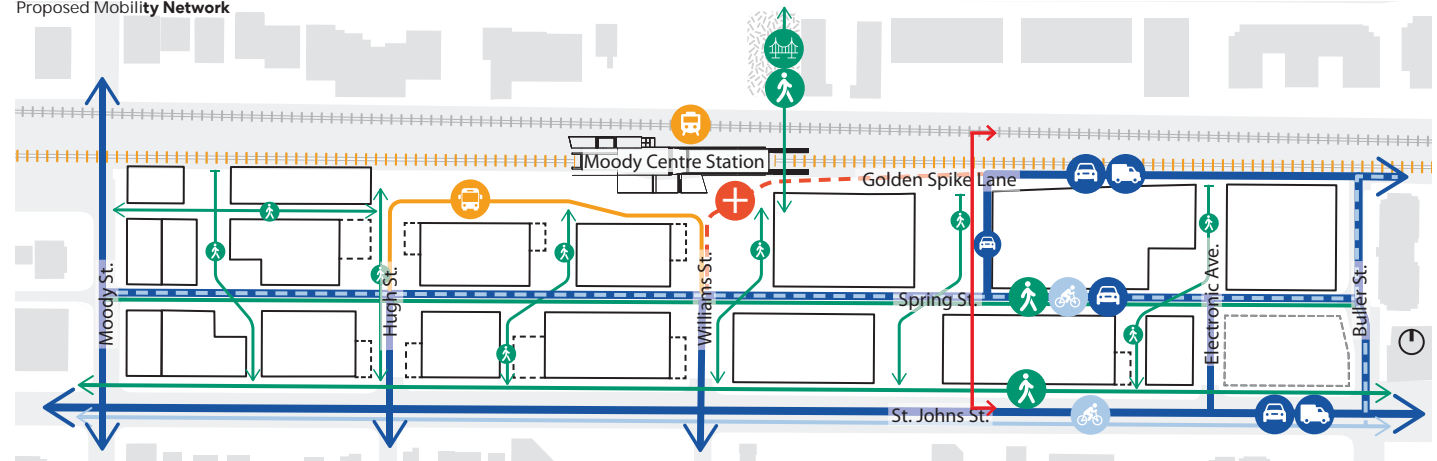 Proposed Mobility Network
Moody Centre Station
Golden Spike Lane
Moody St.
Hugh St.
Williams St.
Spring St.
Electronic Ave.
Buller St.
St. Johns St.